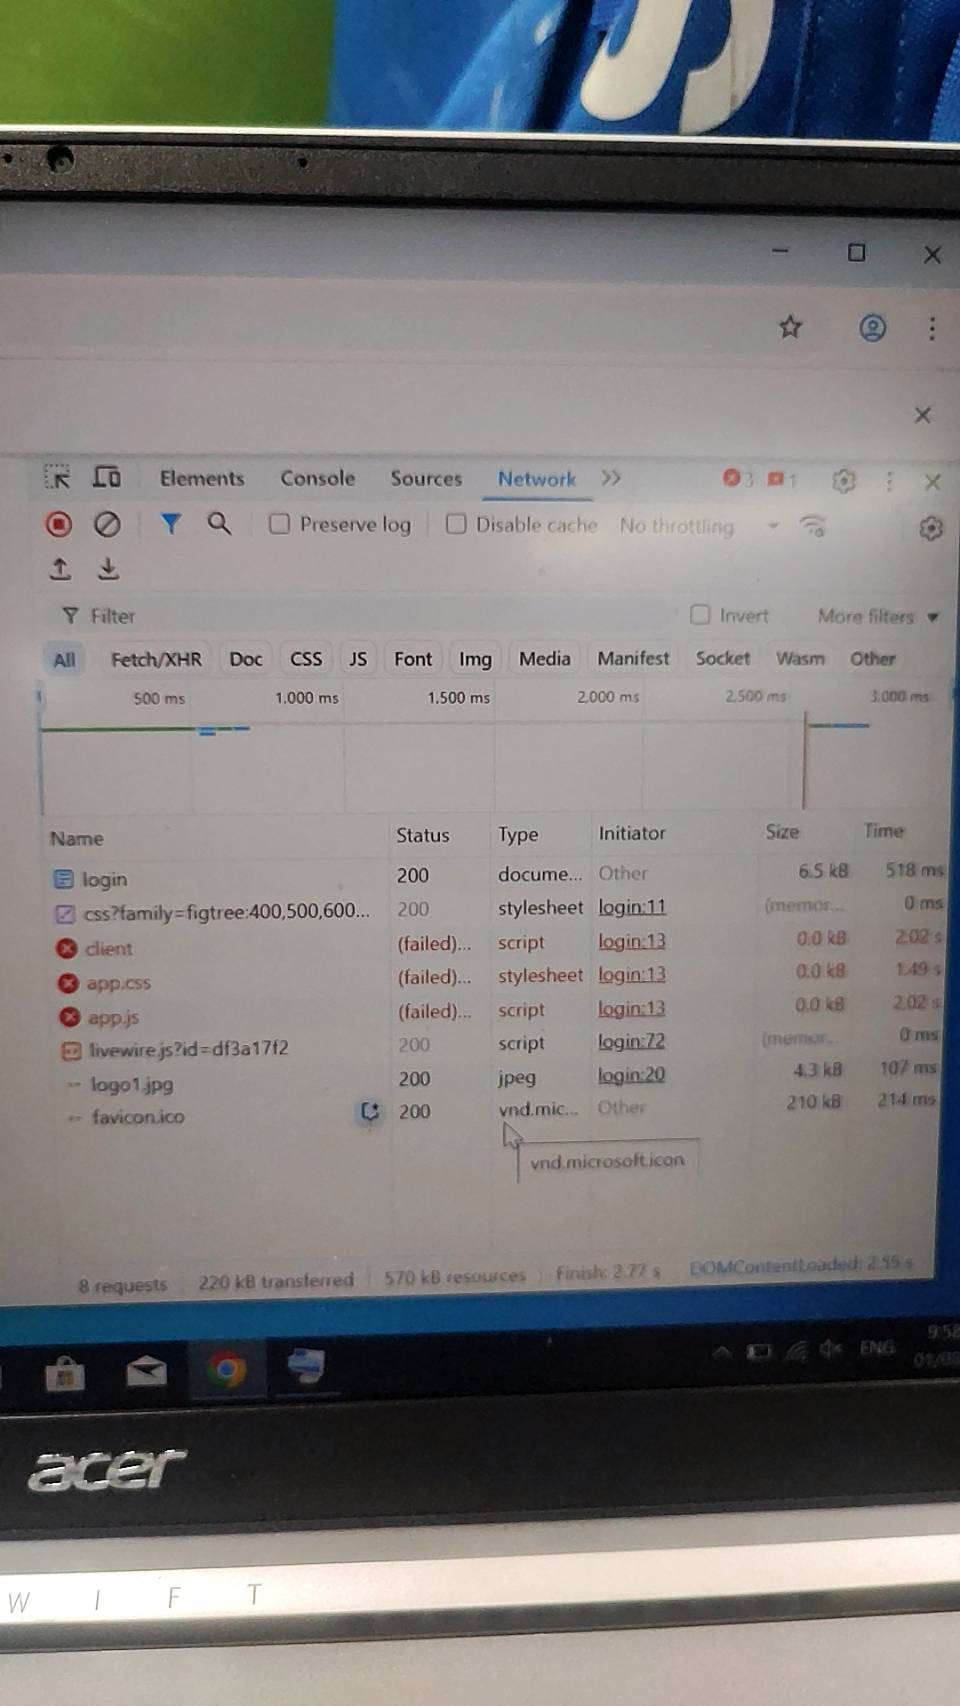 Elements Console Sources Network >> 3 1
Preserve log Disable cache No throttling
Filter Invert More filters
All Fetch/XHR Doc CSS JS Font Img Media Manifest Socket Wasm Other
500 ms 1.000 ms 1.500 ms 2.000 ms 2.500 ms 3.000 ms
Name Status Type Initiator Size Time
login 200 docume... Other 6.5 kB 518 ms
css?family=figtree:400,500,600... 200 stylesheet login:11 (memor... 0 ms
client (failed)... script login:13 0.0 kB 2.02 s
app.css (failed)... stylesheet login:13 0.0 kB 1.49 s
app.js (failed)... script login:13 0.0 kB 2.02 s
livewire.js?id=df3a17f2 200 script login:72 (memor... 0 ms
logo1.jpg 200 jpeg login:20 4.3 kB 107 ms
favicon.ico 200 vnd.mic... Other 210 kB 214 ms
vnd.microsoft.icon
8 requests 220 kB transferred 570 kB resources Finish: 2.77 s DOMContentLoaded: 2.55 s
ENG 9:58
01/0
acer
W I F T